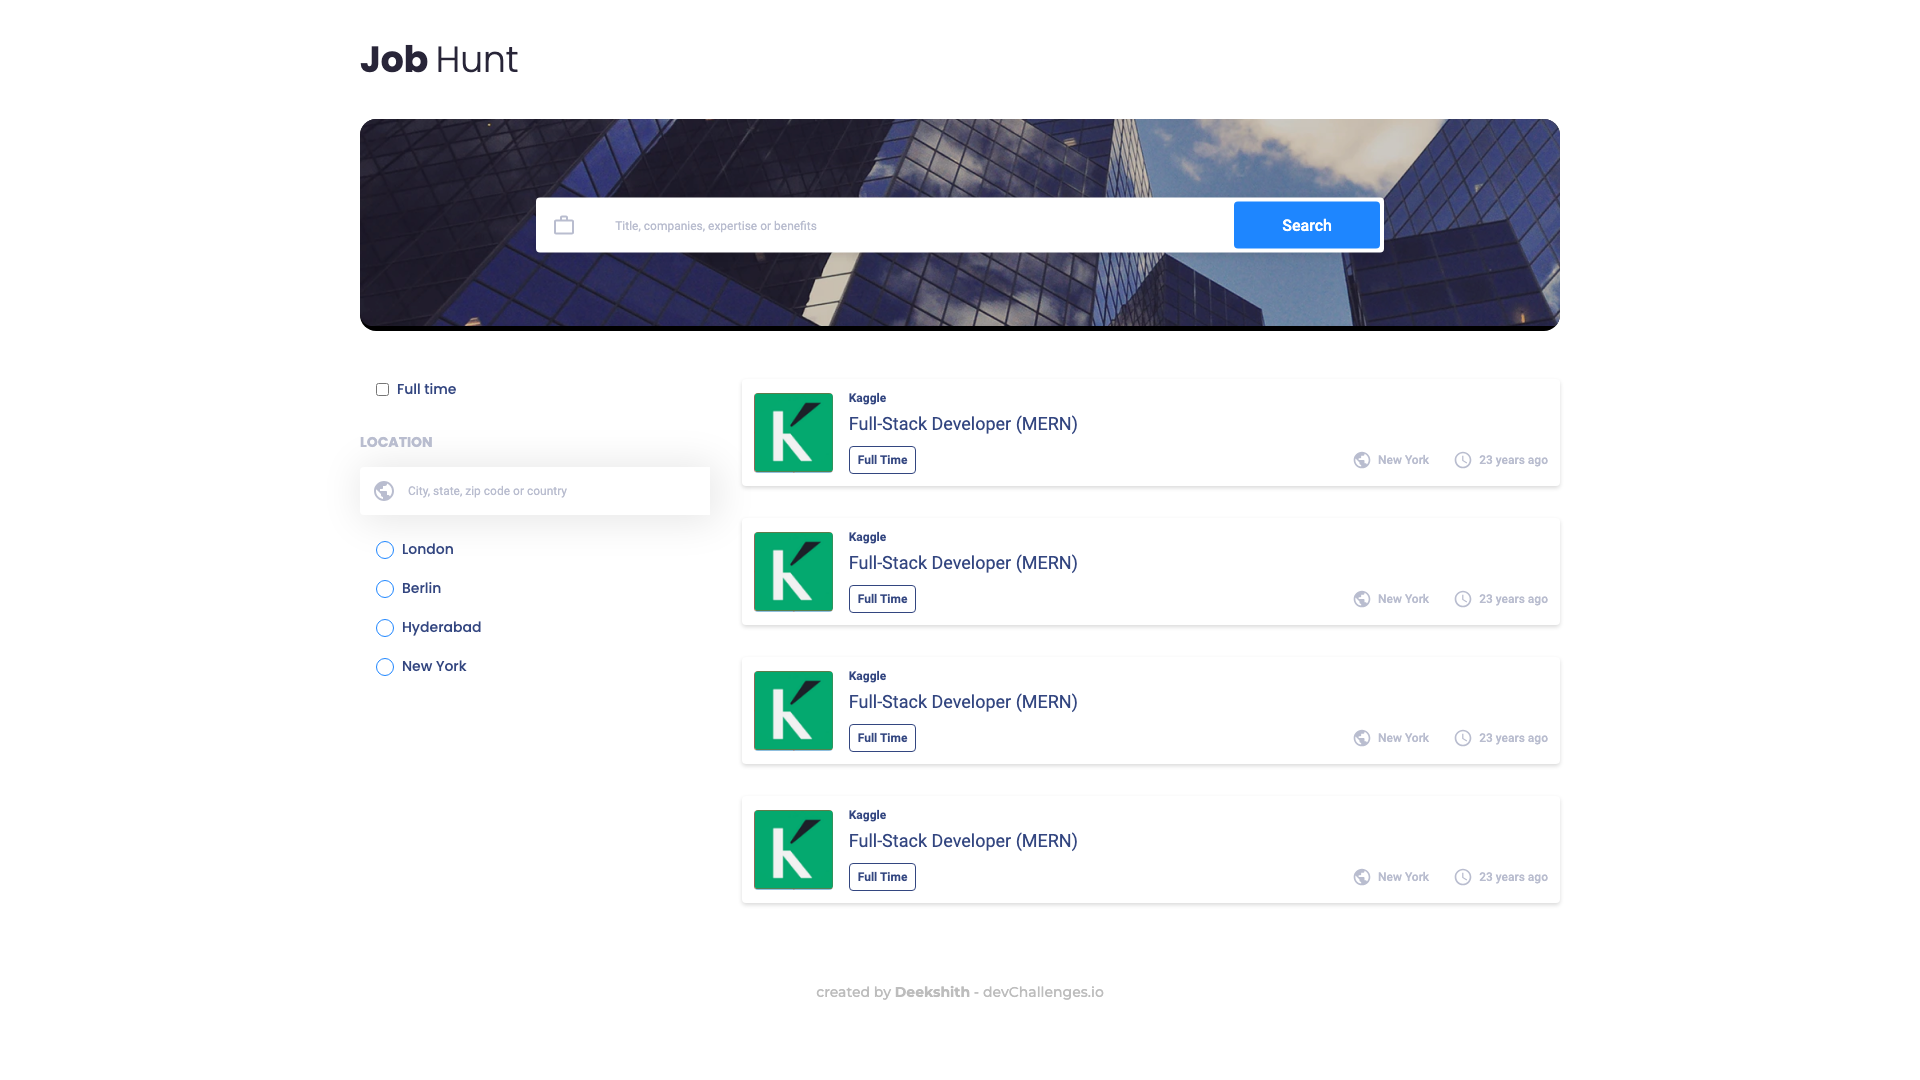 Job Hunt
Title, companies, expertise or benefits
Search
Full time
LOCATION
City, state, zip code or country
London
Berlin
Hyderabad
New York
Kaggle
Full-Stack Developer (MERN)
Full Time
New York
23 years ago
Kaggle
Full-Stack Developer (MERN)
Full Time
New York
23 years ago
Kaggle
Full-Stack Developer (MERN)
Full Time
New York
23 years ago
Kaggle
Full-Stack Developer (MERN)
Full Time
New York
23 years ago
created by Deekshith - devChallenges.io